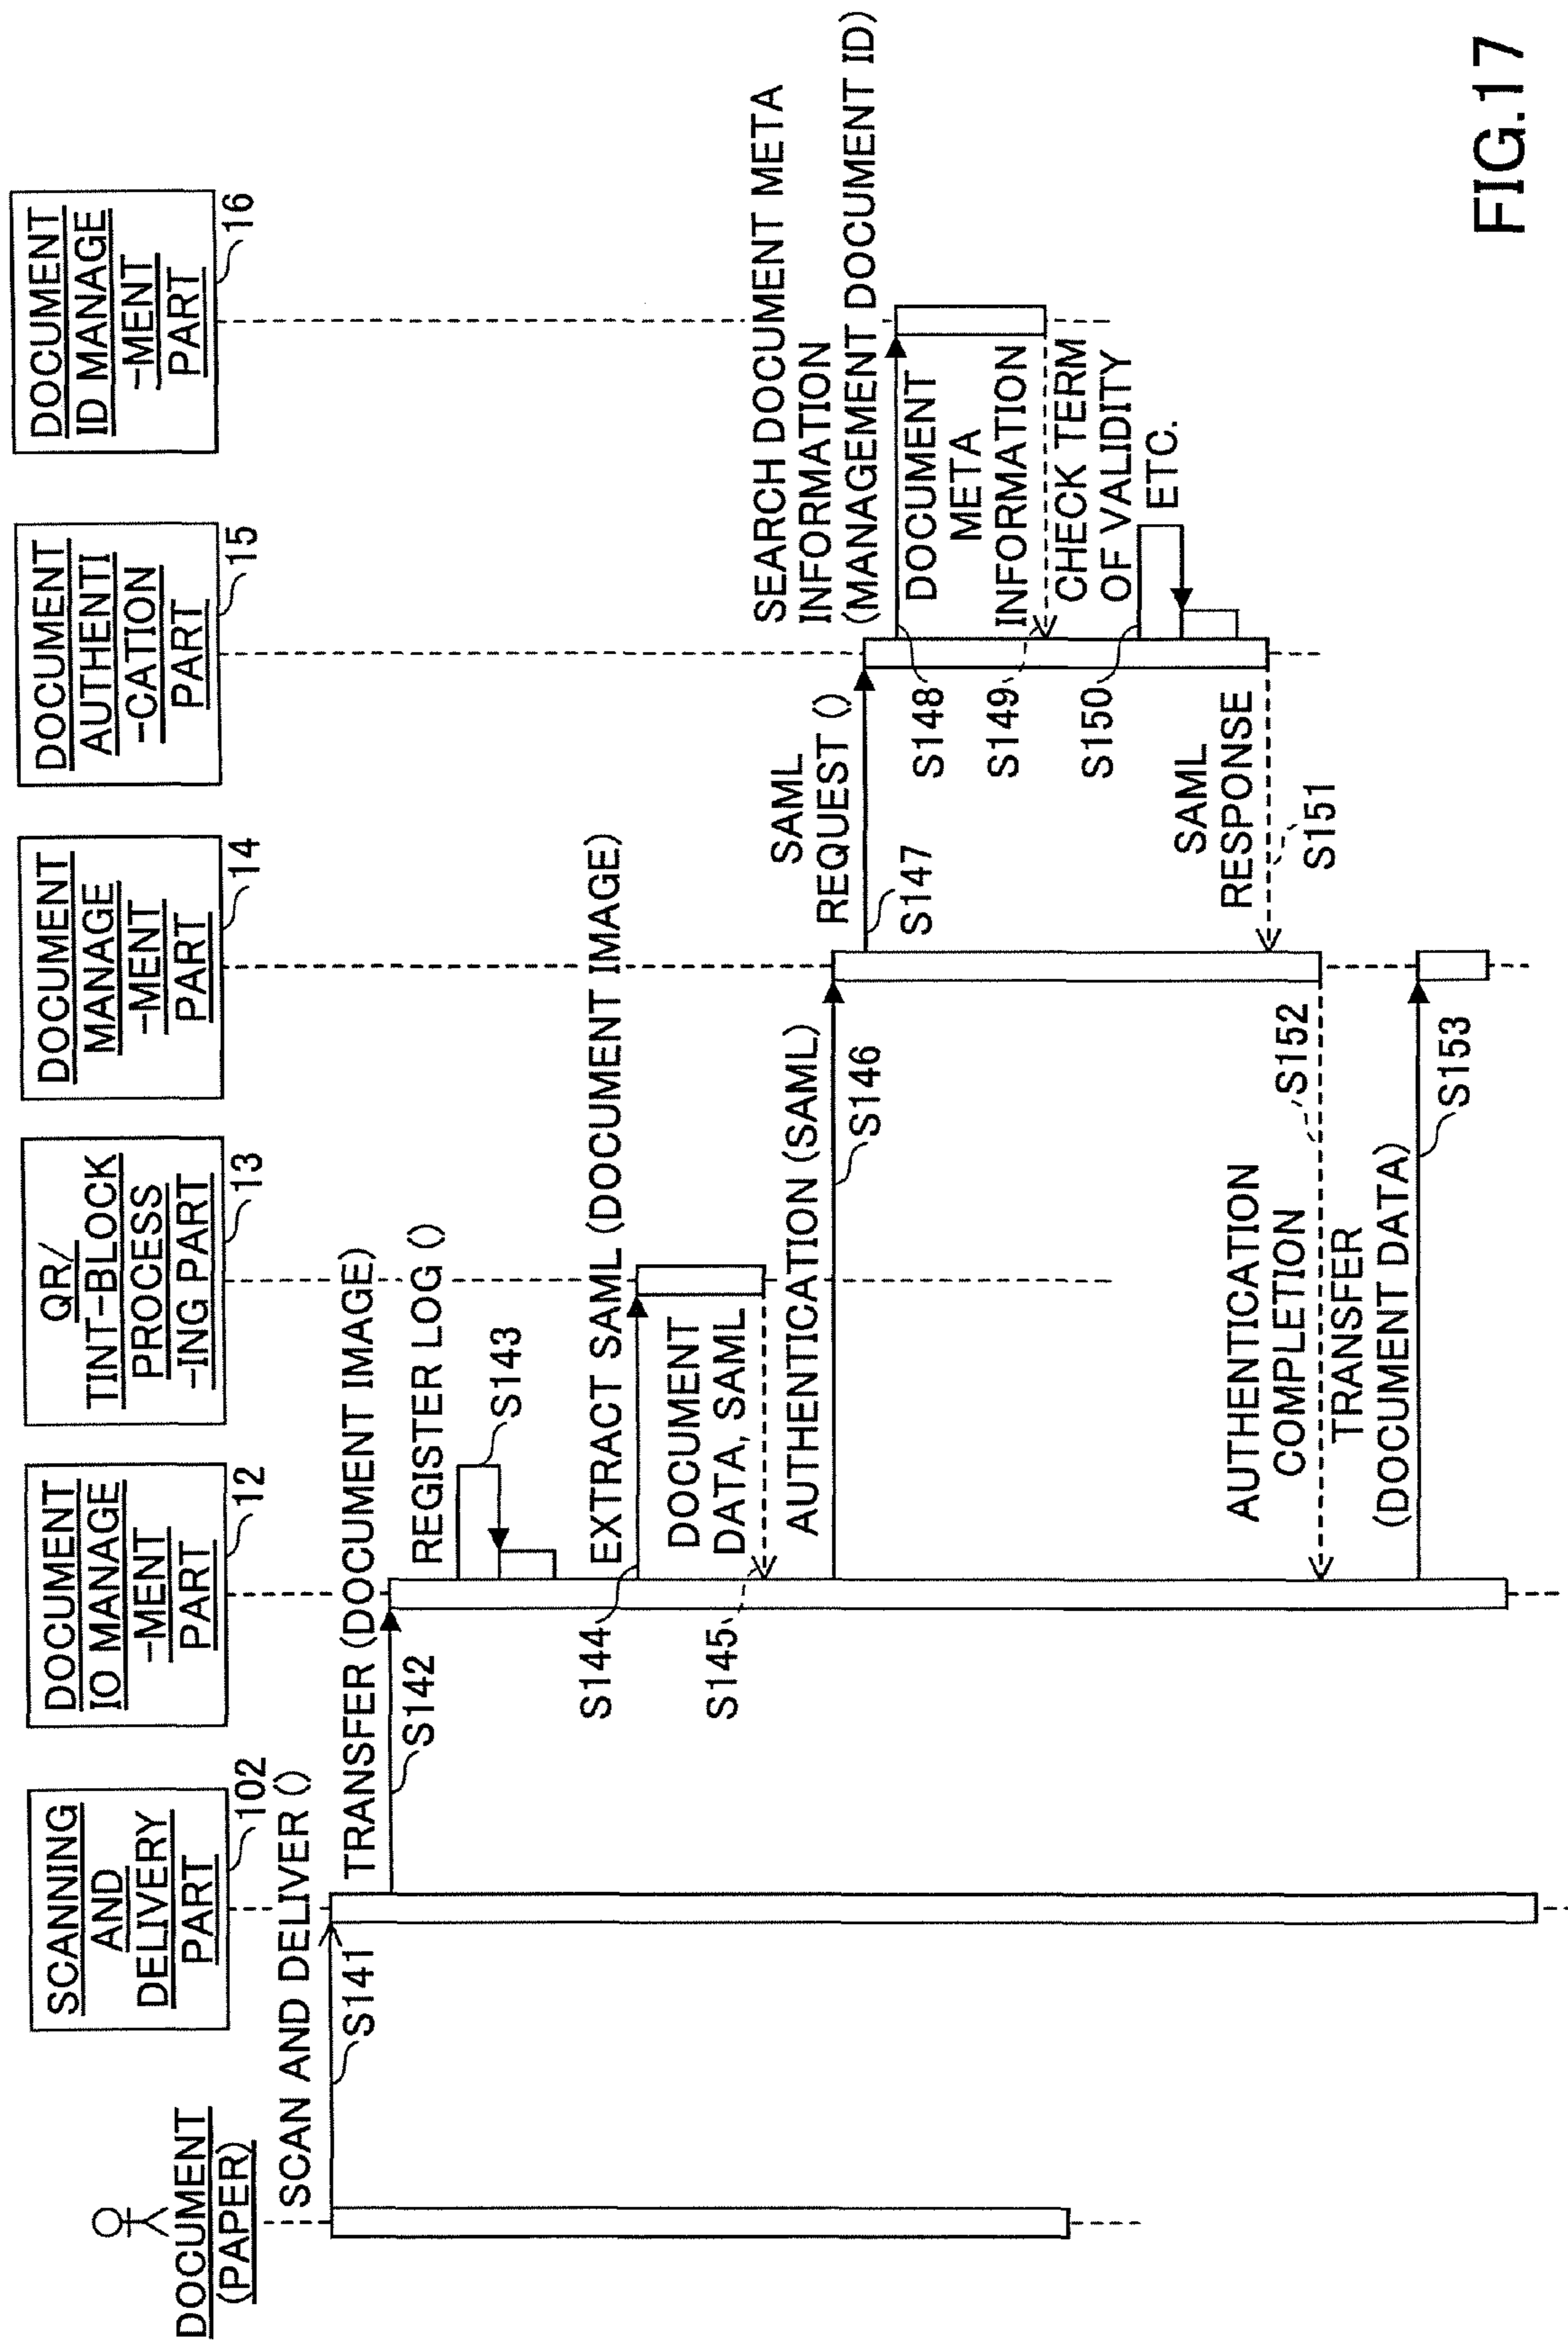 DOCUMENT
(PAPER)
SCANNING
AND
DELIVERY
PART
102
DOCUMENT
IO MANAGE
-MENT
PART
12
QR/
TINT-BLOCK
PROCESS
-ING PART
13
DOCUMENT
MANAGE
-MENT
PART
14
DOCUMENT
AUTHENTI
-CATION
PART
15
DOCUMENT
ID MANAGE
-MENT
PART
16
SCAN AND DELIVER ()
S141
TRANSFER (DOCUMENT IMAGE)
S142
REGISTER LOG ()
S143
EXTRACT SAML (DOCUMENT IMAGE)
S144
DOCUMENT
DATA, SAML
S145
AUTHENTICATION (SAML)
S146
SAML
REQUEST ()
S147
SEARCH DOCUMENT META
INFORMATION
(MANAGEMENT DOCUMENT ID)
S148
DOCUMENT
META
INFORMATION
S149
CHECK TERM
OF VALIDITY
ETC.
S150
SAML
RESPONSE
S151
AUTHENTICATION
COMPLETION
S152
TRANSFER
(DOCUMENT DATA)
S153
FIG.17